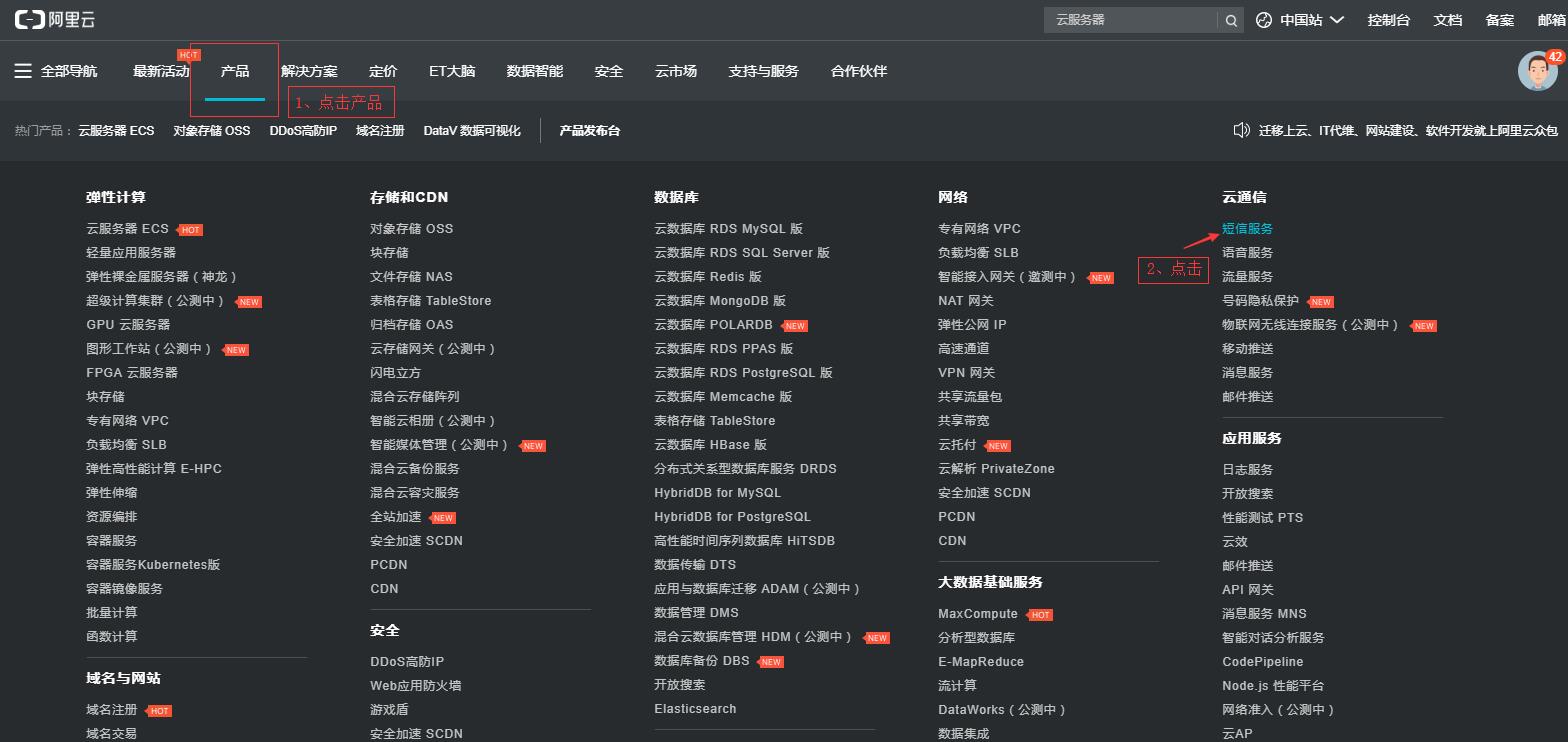 阿里云
云服务器
中国站
控制台
文档
备案
邮箱
全部导航
最新活动
HOT
产品
解决方案
定价
ET大脑
数据智能
安全
云市场
支持与服务
合作伙伴
42
1、点击产品
热门产品：
云服务器 ECS
对象存储 OSS
DDoS高防IP
域名注册
DataV 数据可视化
产品发布台
迁移上云、IT代维、网站建设、软件开发就上阿里云众包
弹性计算
云服务器 ECS HOT
轻量应用服务器
弹性裸金属服务器（神龙）
超级计算集群（公测中） NEW
GPU 云服务器
图形工作站（公测中） NEW
FPGA 云服务器
块存储
专有网络 VPC
负载均衡 SLB
弹性高性能计算 E-HPC
弹性伸缩
资源编排
容器服务
容器服务Kubernetes版
容器镜像服务
批量计算
函数计算
域名与网站
域名注册 HOT
域名交易
存储和CDN
对象存储 OSS
块存储
文件存储 NAS
表格存储 TableStore
归档存储 OAS
云存储网关（公测中）
闪电立方
混合云存储阵列
智能云相册（公测中）
智能媒体管理（公测中） NEW
混合云备份服务
混合云容灾服务
全站加速 NEW
安全加速 SCDN
PCDN
CDN
安全
DDoS高防IP
Web应用防火墙
游戏盾
安全加速 SCDN
数据库
云数据库 RDS MySQL 版
云数据库 RDS SQL Server 版
云数据库 Redis 版
云数据库 MongoDB 版
云数据库 POLARDB NEW
云数据库 RDS PPAS 版
云数据库 RDS PostgreSQL 版
云数据库 Memcache 版
表格存储 TableStore
云数据库 HBase 版
分布式关系型数据库服务 DRDS
HybridDB for MySQL
HybridDB for PostgreSQL
高性能时间序列数据库 HiTSDB
数据传输 DTS
应用与数据库迁移 ADAM（公测中）
数据管理 DMS
混合云数据库管理 HDM（公测中） NEW
数据库备份 DBS NEW
开放搜索
Elasticsearch
网络
专有网络 VPC
负载均衡 SLB
智能接入网关（邀测中） NEW
NAT 网关
弹性公网 IP
高速通道
VPN 网关
共享流量包
共享带宽
云托付 NEW
云解析 PrivateZone
安全加速 SCDN
PCDN
CDN
大数据基础服务
MaxCompute HOT
分析型数据库
E-MapReduce
流计算
DataWorks（公测中）
数据集成
云通信
短信服务
2、点击
语音服务
流量服务
号码隐私保护 NEW
物联网无线连接服务（公测中） NEW
移动推送
消息服务
邮件推送
应用服务
日志服务
开放搜索
性能测试 PTS
云效
邮件推送
API 网关
消息服务 MNS
智能对话分析服务
CodePipeline
Node.js 性能平台
网络准入（公测中）
云AP